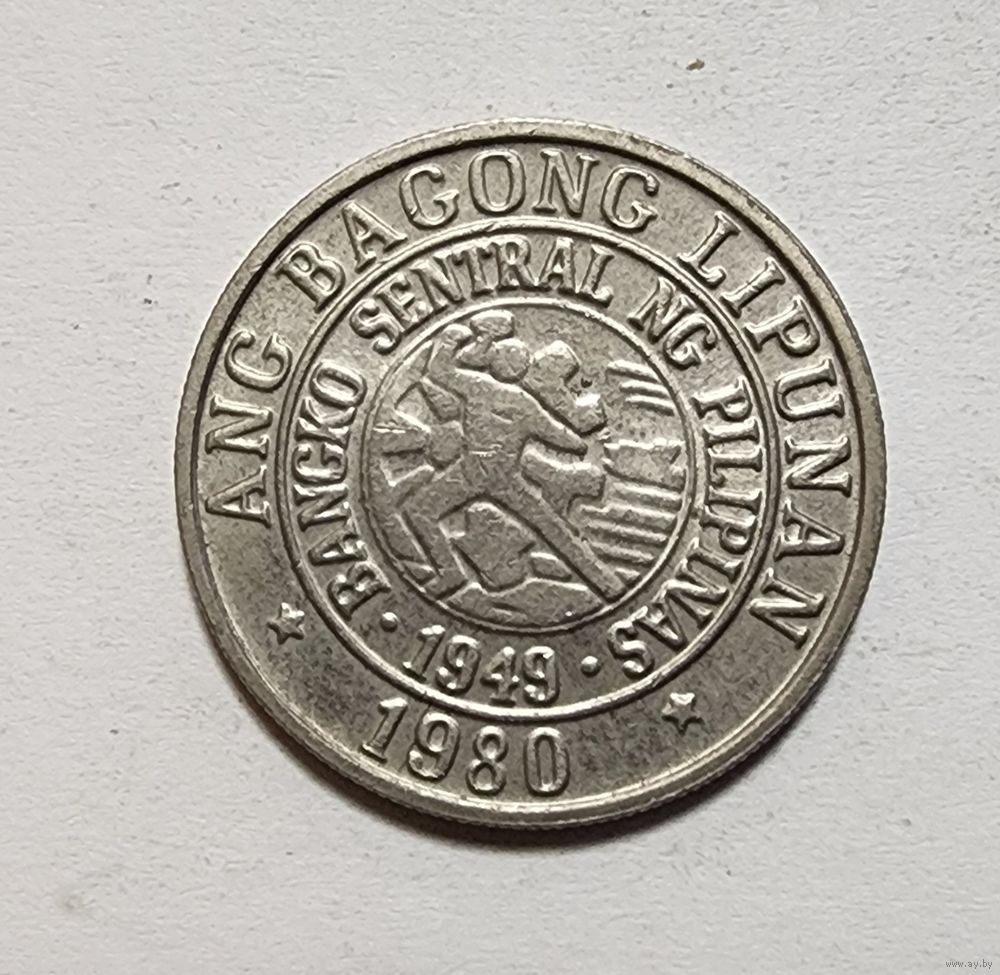 ANG BAGONG LIPUNAN
BANGKO SENTRAL NG PILIPINAS
· 1949 ·
1980
www.ay.by